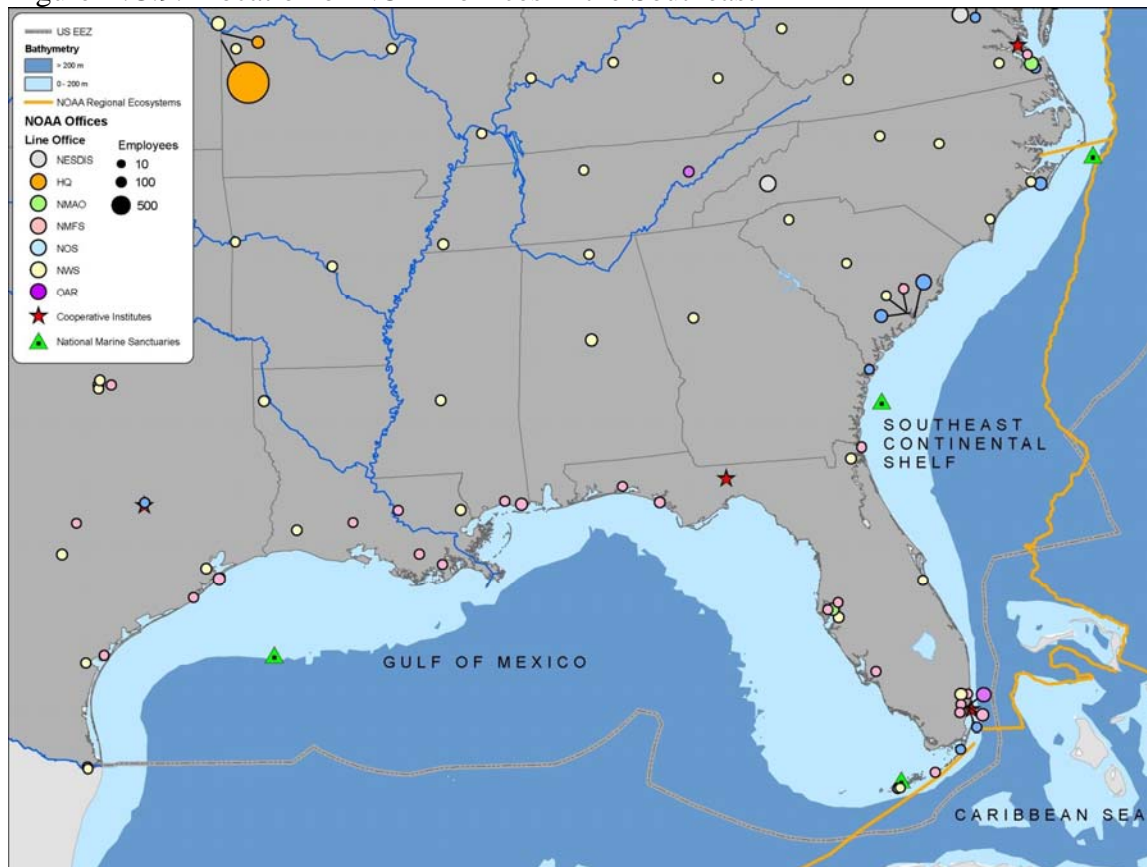 US EEZ
Bathymetry
> 200 m
0 - 200 m
NOAA Regional Ecosystems
NOAA Offices
Line Office
Employees
NESDIS
10
HQ
100
NMAO
500
NMFS
NOS
NWS
OAR
Cooperative Institutes
National Marine Sanctuaries
SOUTHEAST
CONTINENTAL
SHELF
GULF OF MEXICO
CARIBBEAN SEA